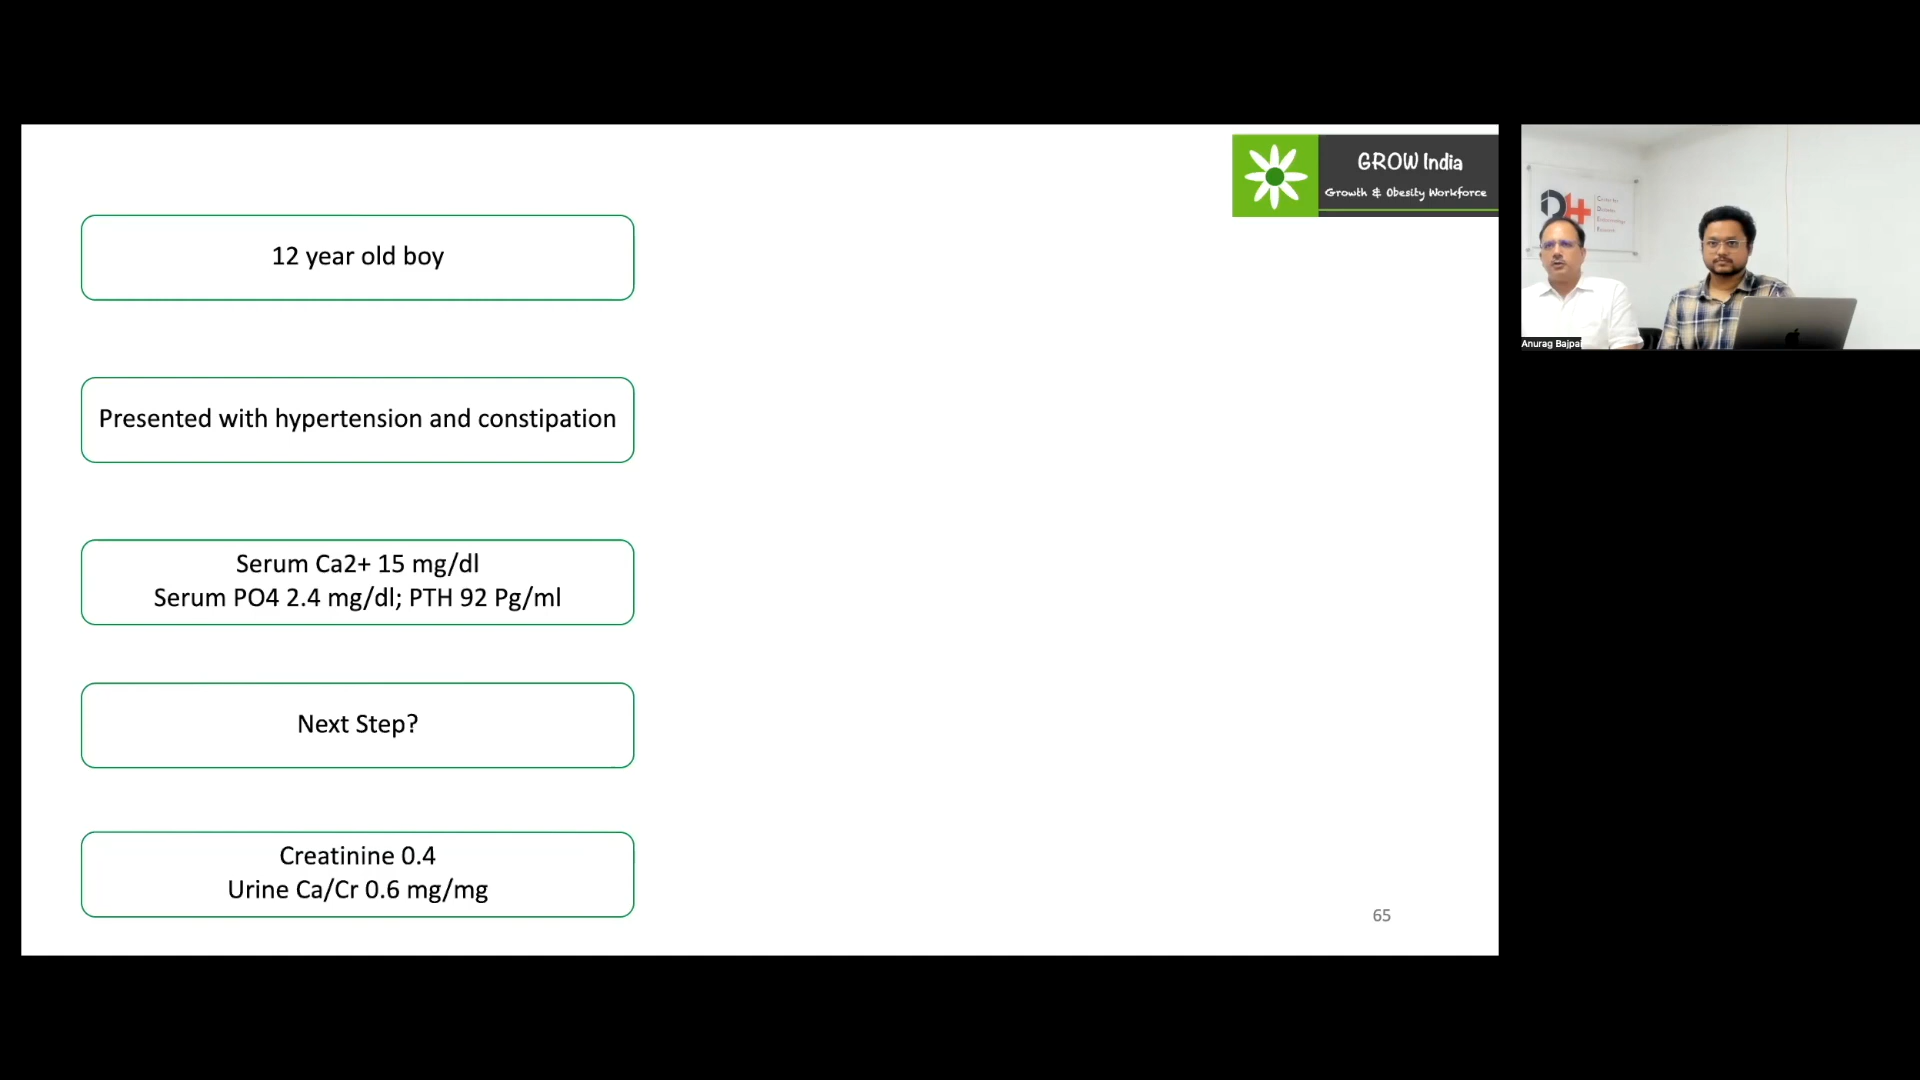 GROW India
Growth & Obesity Workforce
12 year old boy
Presented with hypertension and constipation
Serum Ca2+ 15 mg/dl
Serum PO4 2.4 mg/dl; PTH 92 Pg/ml
Next Step?
Creatinine 0.4
Urine Ca/Cr 0.6 mg/mg
65
Anurag Bajpai